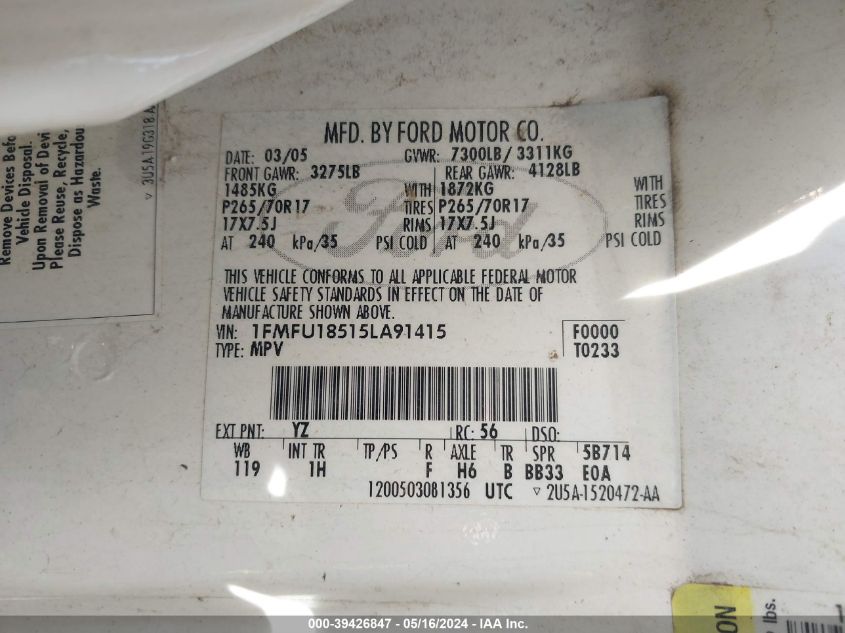 Remove Devices Befo
Vehicle Disposal.
Upon Removal of Devi
Please Reuse, Recycle,
Dispose as Hazardous
Waste.
3U5A19G318 A
MFD. BY FORD MOTOR CO.
DATE: 03/05 GVWR: 7300LB/ 3311KG
FRONT GAWR: 3275LB REAR GAWR: 4128LB
1485KG WITH 1872KG WITH
P265/70R17 TIRES P265/70R17 TIRES
17X7.5J RIMS 17X7.5J RIMS
AT 240 kPa/35 PSI COLD AT 240 kPa/35 PSI COLD
Ford
THIS VEHICLE CONFORMS TO ALL APPLICABLE FEDERAL MOTOR
VEHICLE SAFETY STANDARDS IN EFFECT ON THE DATE OF
MANUFACTURE SHOWN ABOVE.
VIN: 1FMFU18515LA91415 F0000
TYPE: MPV T0233
EXT PNT: YZ RC: 56 DSO:
WB INT TR TP/PS R AXLE TR SPR 5B714
119 1H F H6 B BB33 E0A
1200503081356 UTC 2U5A-1520472-AA
ON
lbs.
000-39426847 - 05/16/2024 - IAA Inc.